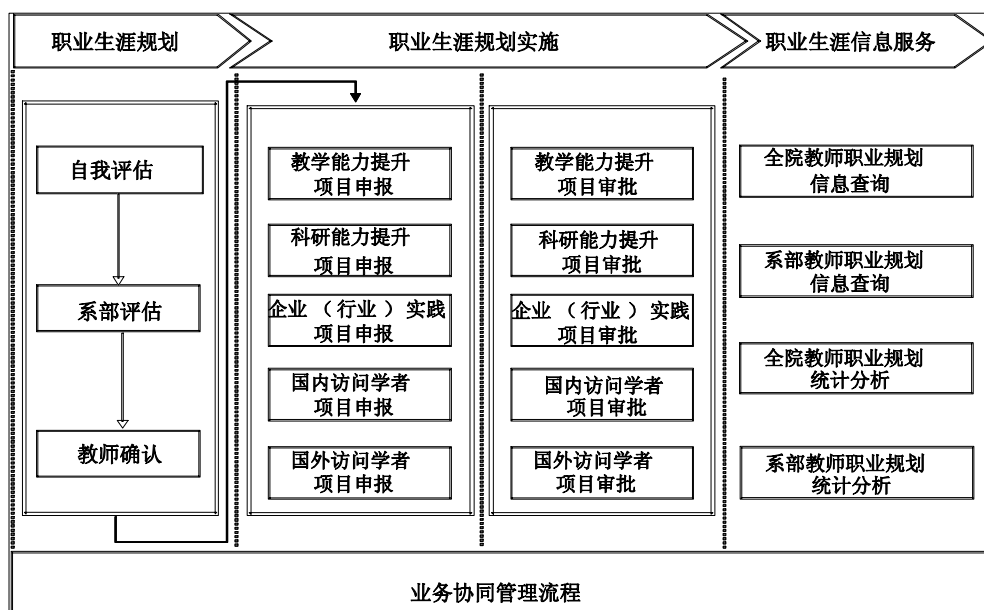 职业生涯规划
职业生涯规划实施
职业生涯信息服务
自我评估
系部评估
教师确认
教学能力提升
项目申报
科研能力提升
项目申报
企业（行业）实践
项目申报
国内访问学者
项目申报
国外访问学者
项目申报
教学能力提升
项目审批
科研能力提升
项目审批
企业（行业）实践
项目审批
国内访问学者
项目审批
国外访问学者
项目审批
全院教师职业规划
信息查询
系部教师职业规划
信息查询
全院教师职业规划
统计分析
系部教师职业规划
统计分析
业务协同管理流程